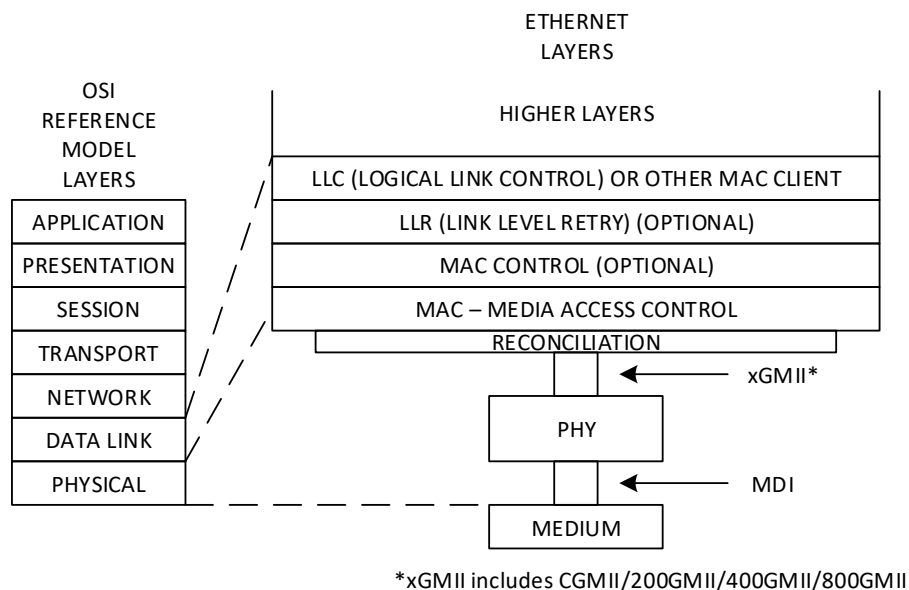 ETHERNET
LAYERS
OSI
REFERENCE
MODEL
LAYERS
APPLICATION
PRESENTATION
SESSION
TRANSPORT
NETWORK
DATA LINK
PHYSICAL
HIGHER LAYERS
LLC (LOGICAL LINK CONTROL) OR OTHER MAC CLIENT
LLR (LINK LEVEL RETRY) (OPTIONAL)
MAC CONTROL (OPTIONAL)
MAC – MEDIA ACCESS CONTROL
RECONCILIATION
xGMII*
PHY
MDI
MEDIUM
*xGMII includes CGMII/200GMII/400GMII/800GMII